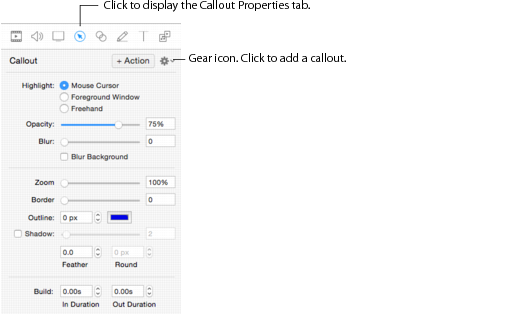 Click to display the Callout Properties tab.
Callout
+ Action
Gear icon. Click to add a callout.
Highlight: Mouse Cursor
Foreground Window
Freehand
Opacity: 75%
Blur: 0
Blur Background
Zoom 100%
Border 0
Outline: 0 px
Shadow: 2
0.0 0 px
Feather Round
Build: 0.00s 0.00s
In Duration Out Duration